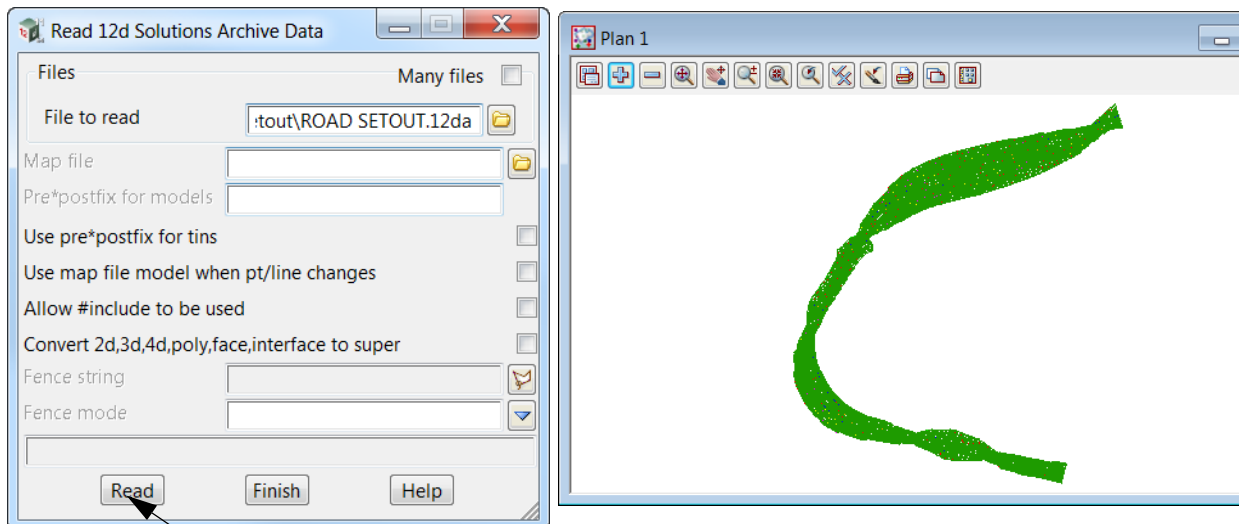 Read 12d Solutions Archive Data
Files
Many files
File to read
:tout\ROAD SETOUT.12da
Map file
Pre*postfix for models
Use pre*postfix for tins
Use map file model when pt/line changes
Allow #include to be used
Convert 2d,3d,4d,poly,face,interface to super
Fence string
Fence mode
Read
Finish
Help
Plan 1